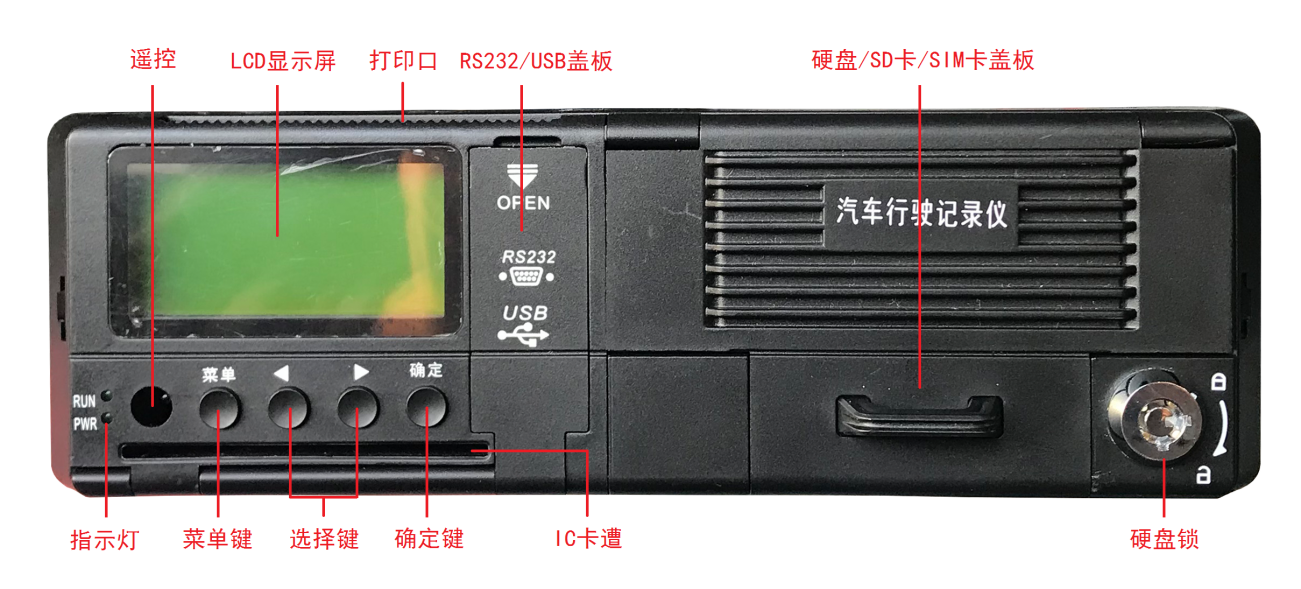 遥控
LCD显示屏
打印口
RS232/USB盖板
硬盘/SD卡/SIM卡盖板
OPEN
RS232
USB
汽车行驶记录仪
菜单
确定
RUN
PWR
指示灯
菜单键
选择键
确定键
IC卡遭
硬盘锁